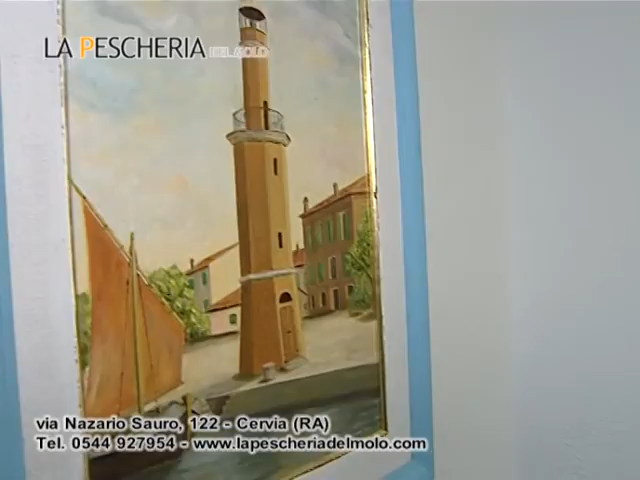 LA PESCHERIA DEL MOLO
via Nazario Sauro, 122 - Cervia (RA)
Tel. 0544 927954 - www.lapescheriadelmolo.com